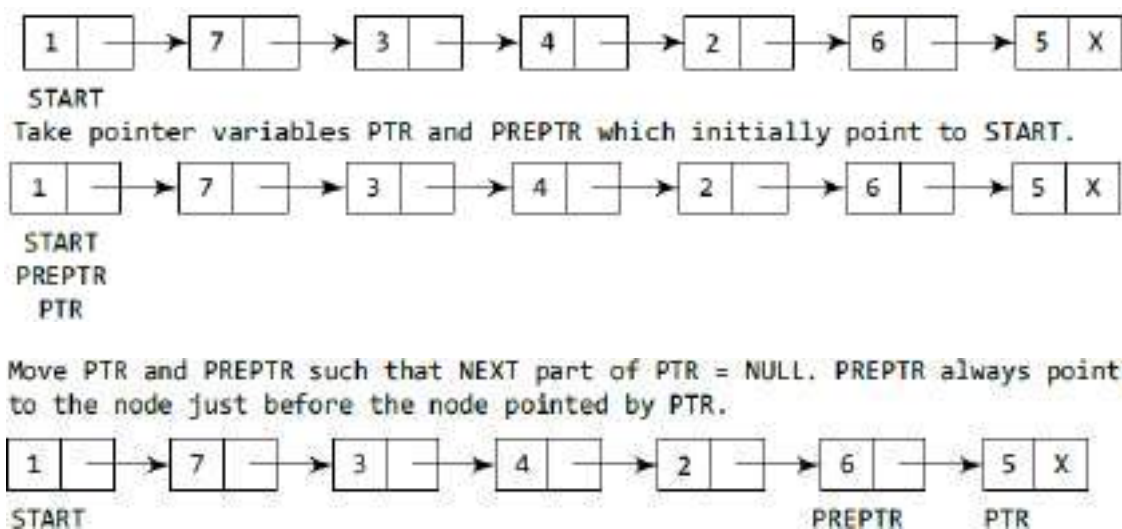 1 7 3 4 2 6 5 X
START
Take pointer variables PTR and PREPTR which initially point to START.
1 7 3 4 2 6 5 X
START
PREPTR
PTR
Move PTR and PREPTR such that NEXT part of PTR = NULL. PREPTR always point
to the node just before the node pointed by PTR.
1 7 3 4 2 6 5 X
START PREPTR PTR